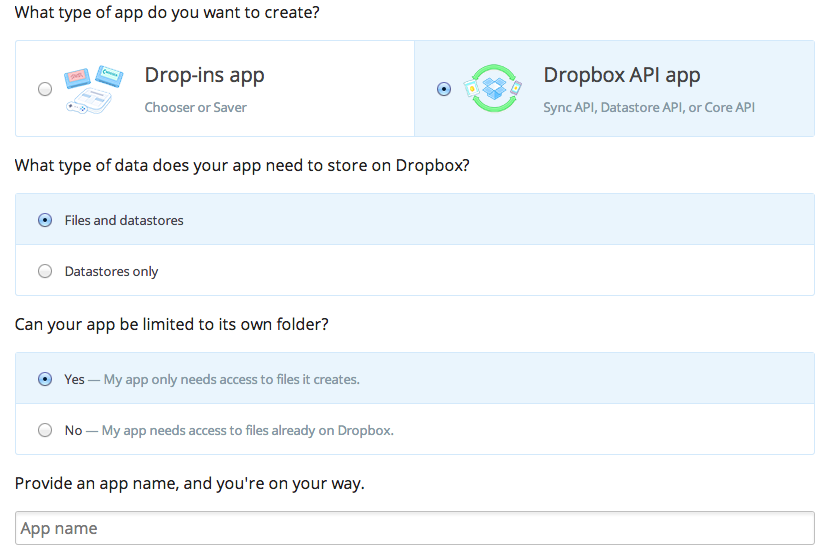 What type of app do you want to create?
Drop-ins app
Chooser or Saver
Dropbox API app
Sync API, Datastore API, or Core API
What type of data does your app need to store on Dropbox?
Files and datastores
Datastores only
Can your app be limited to its own folder?
Yes — My app only needs access to files it creates.
No — My app needs access to files already on Dropbox.
Provide an app name, and you're on your way.
App name